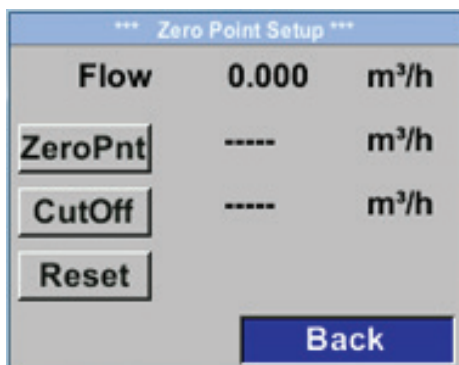 *** Zero Point Setup ***
Flow 0.000 m³/h
ZeroPnt ----- m³/h
CutOff ----- m³/h
Reset
Back